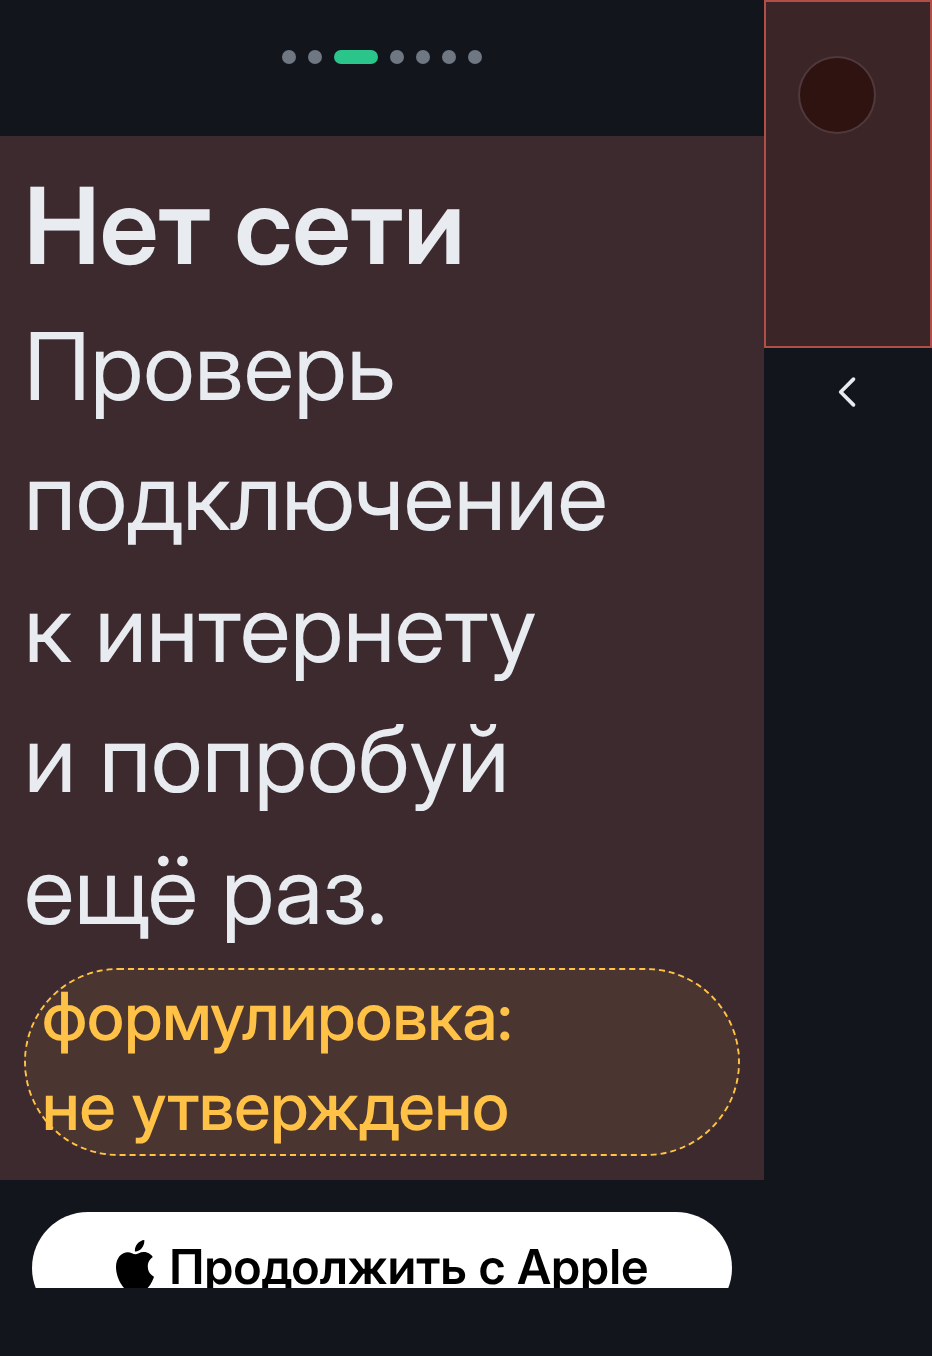 Нет сети
Проверь
подключение
к интернету
и попробуй
ещё раз.
формулировка:
не утверждено
Продолжить с Apple